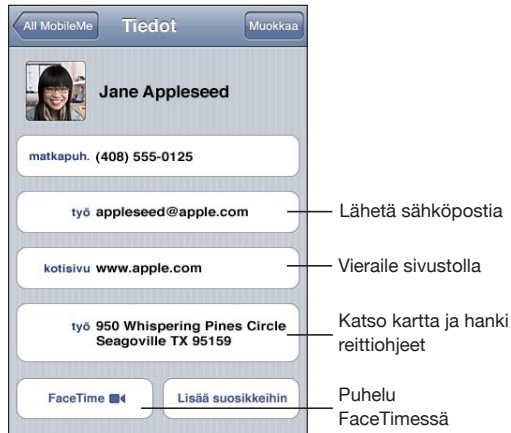 All MobileMe Tiedot Muokkaa
Jane Appleseed
matkapuh. (408) 555-0125
työ appleseed@apple.com
Lähetä sähköpostia
kotisivu www.apple.com
Vieraile sivustolla
työ 950 Whispering Pines Circle
Seagoville TX 95159
Katso kartta ja hanki
reittiohjeet
FaceTime
Lisää suosikkeihin
Puhelu
FaceTimessä